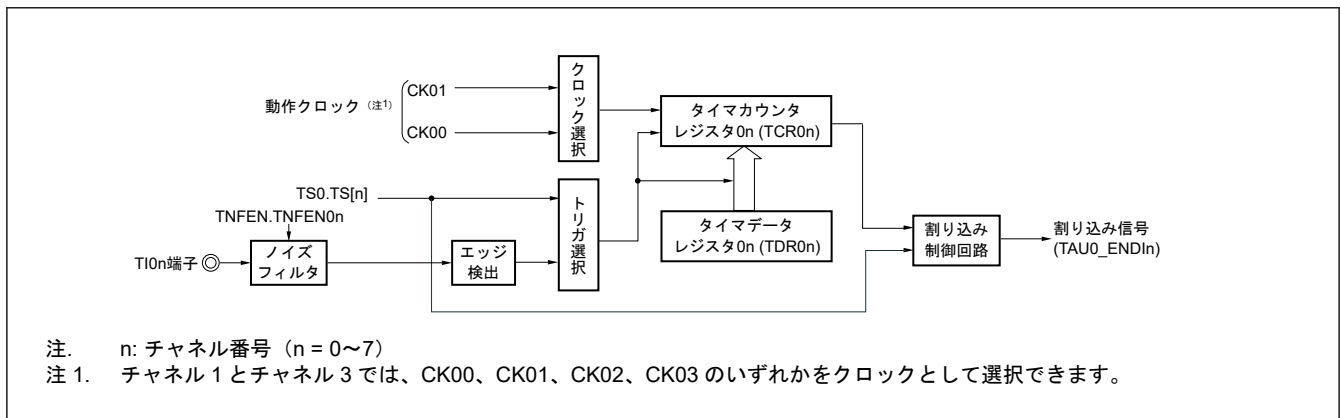 動作クロック（注1）
CK01
CK00
クロック選択
タイマカウンタ
レジスタ0n (TCR0n)
TS0.TS[n]
TNFEN.TNFEN0n
TI0n端子
ノイズ
フィルタ
エッジ
検出
トリガ選択
タイマデータ
レジスタ0n (TDR0n)
割り込み
制御回路
割り込み信号
(TAU0_ENDIn)
注. n: チャネル番号（n = 0～7）
注 1. チャネル 1 とチャネル 3 では、CK00、CK01、CK02、CK03 のいずれかをクロックとして選択できます。